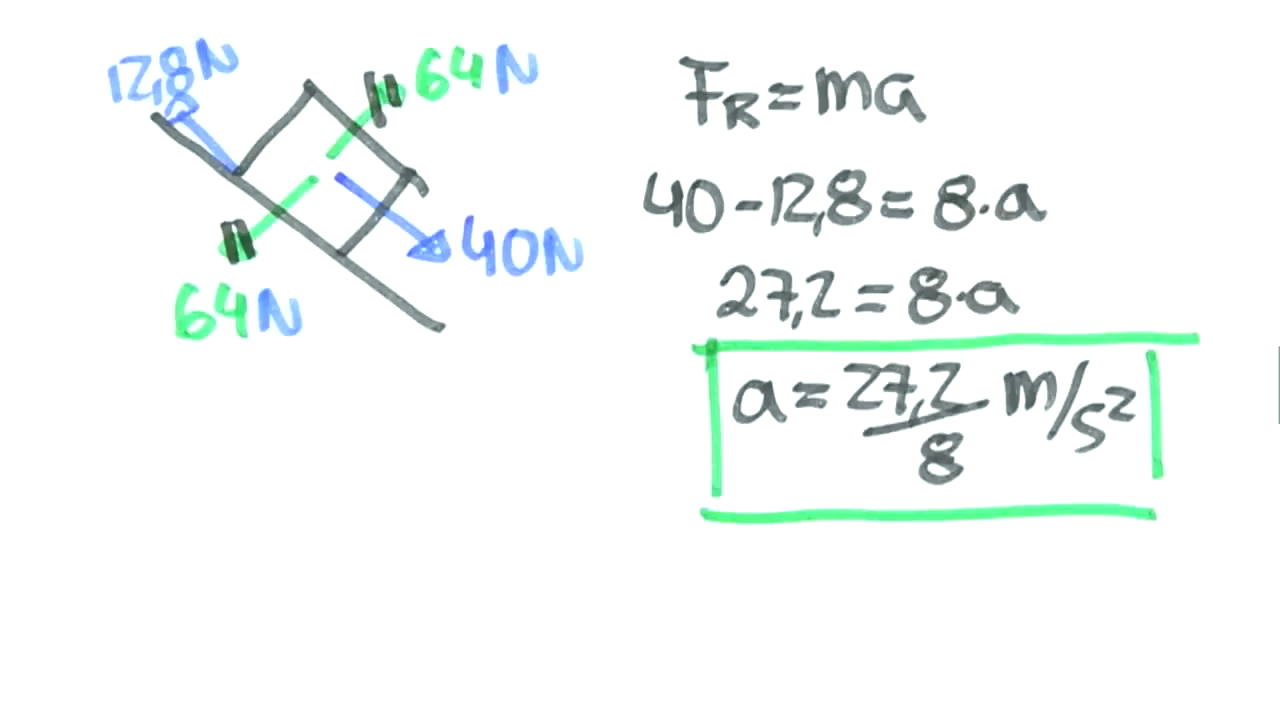 12,8N
64N
40N
64N
FR=ma
40-12,8=8.a
27,2=8.a
a=27,2/8 m/s²